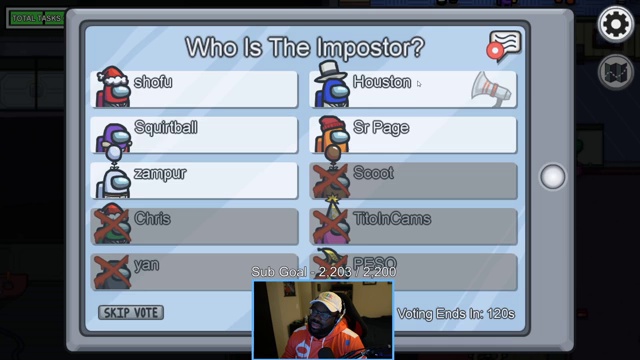 TOTAL TASKS
Who Is The Impostor?
shofu
Houston
Squirtball
Sr Page
zampur
Scoot
Chris
TitoInCams
yan
PESO
Sub Goal - 2,203 / 2,200
SKIP VOTE
Voting Ends In: 120s